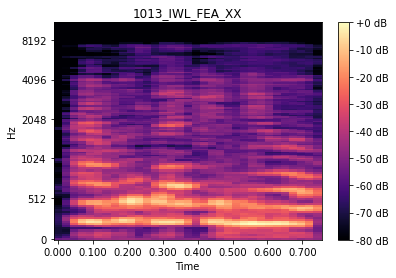 1013_IWL_FEA_XX
+0 dB
8192
-10 dB
4096
-20 dB
-30 dB
2048
Hz
-40 dB
1024
-50 dB
512
-60 dB
-70 dB
0
-80 dB
0.000 0.100 0.200 0.300 0.400 0.500 0.600 0.700
Time